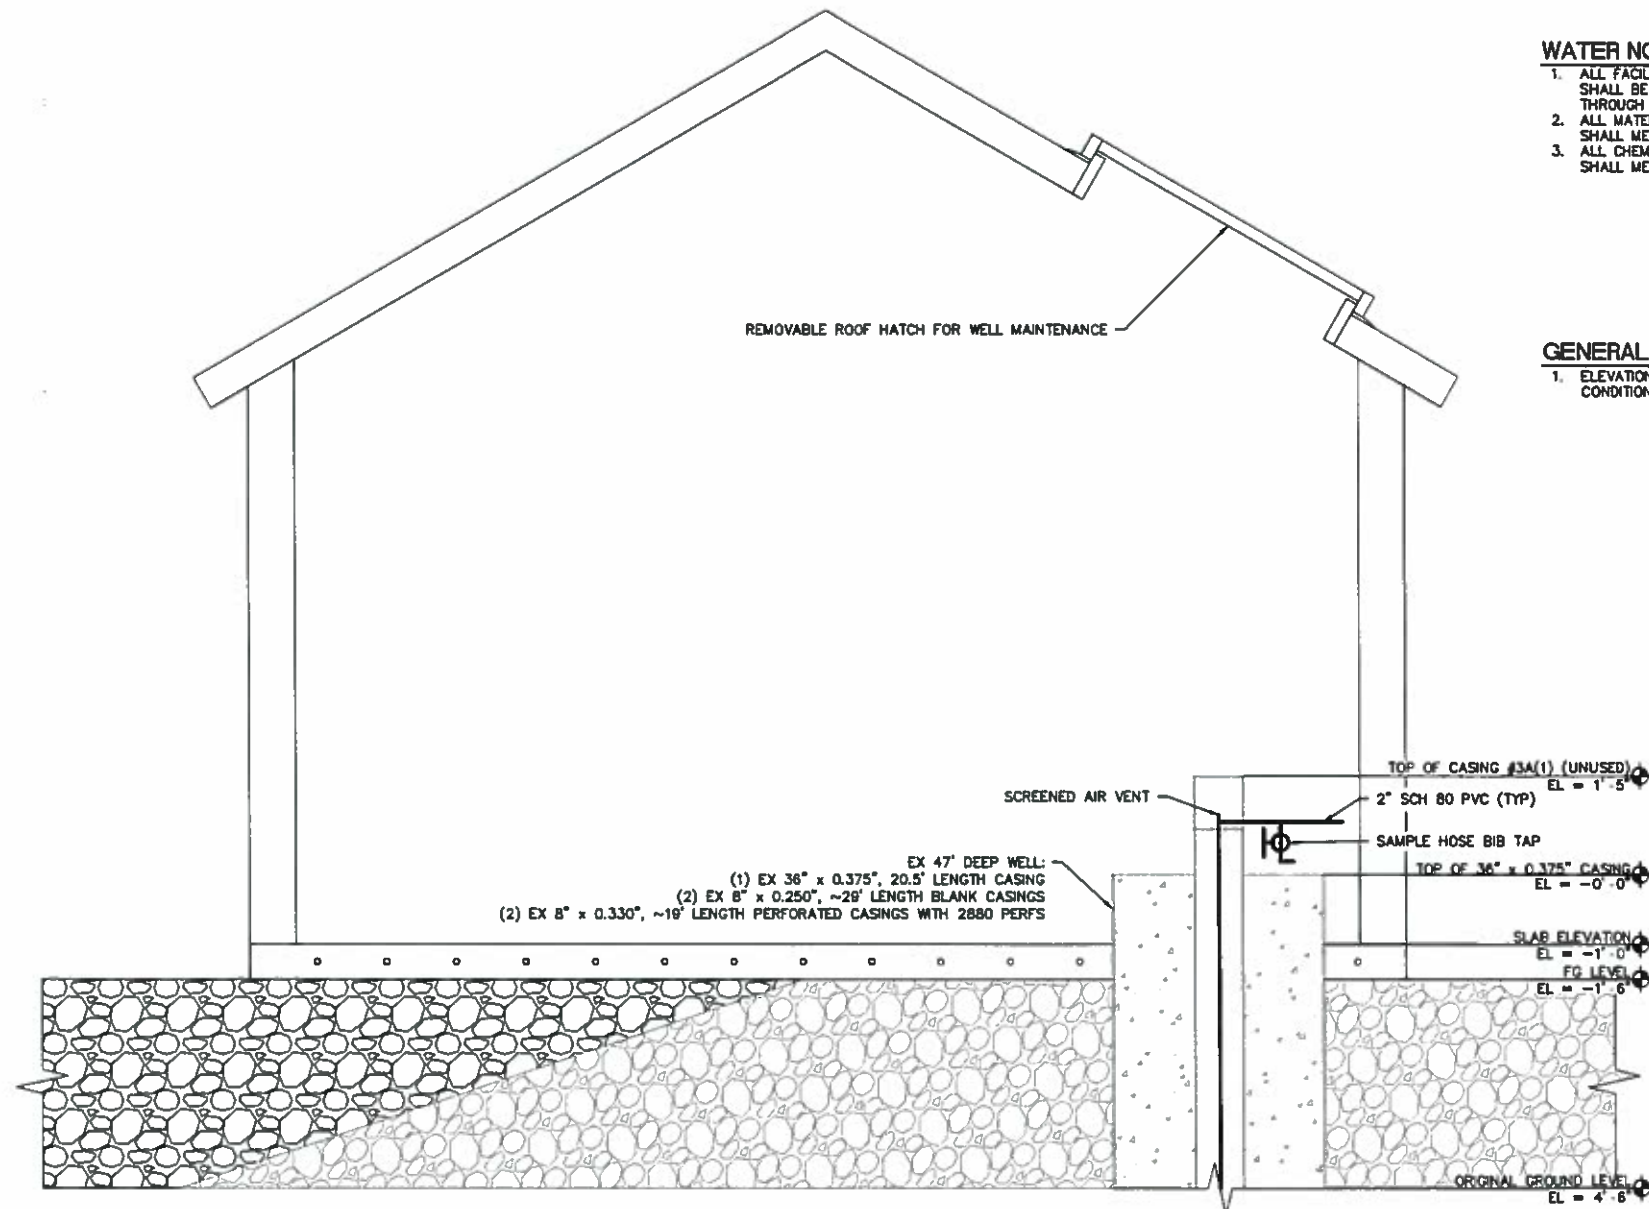 WATER NO
1. ALL FACIL
SHALL BE
THROUGH
2. ALL MATE
SHALL ME
3. ALL CHEM
SHALL ME
REMOVABLE ROOF HATCH FOR WELL MAINTENANCE
GENERAL
1. ELEVATION
CONDITION
TOP OF CASING #3A(1) (UNUSED)
EL = 1'-5"
SCREENED AIR VENT
2" SCH 80 PVC (TYP)
SAMPLE HOSE BIB TAP
EX 47' DEEP WELL:
(1) EX 36" x 0.375", 20.5' LENGTH CASING
(2) EX 8" x 0.250", ~29' LENGTH BLANK CASINGS
(2) EX 8" x 0.330", ~19' LENGTH PERFORATED CASINGS WITH 2880 PERFS
TOP OF 36" x 0.375" CASING
EL = -0'-0"
SLAB ELEVATION
EL = -1'-0"
FG LEVEL
EL = -1'-6"
ORIGINAL GROUND LEVEL
EL = 4'-6"